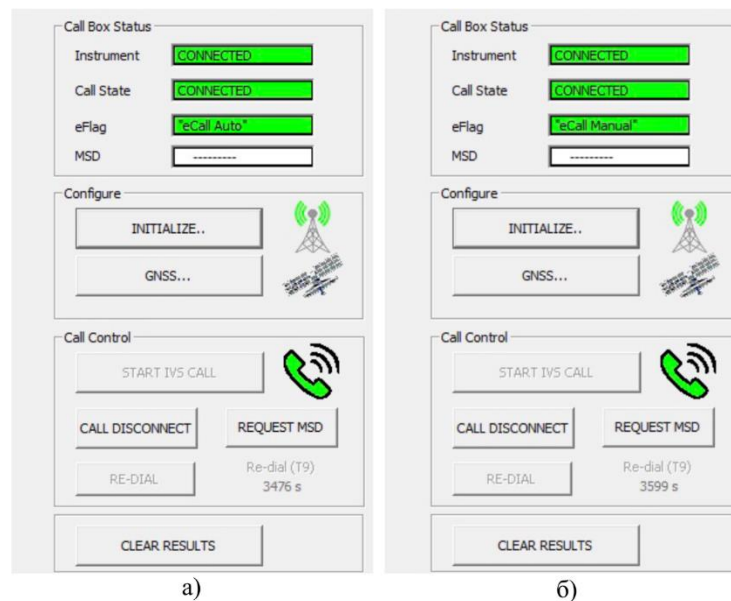 Call Box Status
Instrument CONNECTED
Call State CONNECTED
eFlag "eCall Auto"
MSD ---------
Configure
INITIALIZE..
GNSS...
Call Control
START IVS CALL
CALL DISCONNECT REQUEST MSD
RE-DIAL Re-dial (T9)
3476 s
CLEAR RESULTS
а)
Call Box Status
Instrument CONNECTED
Call State CONNECTED
eFlag "eCall Manual"
MSD ---------
Configure
INITIALIZE..
GNSS...
Call Control
START IVS CALL
CALL DISCONNECT REQUEST MSD
RE-DIAL Re-dial (T9)
3599 s
CLEAR RESULTS
б)